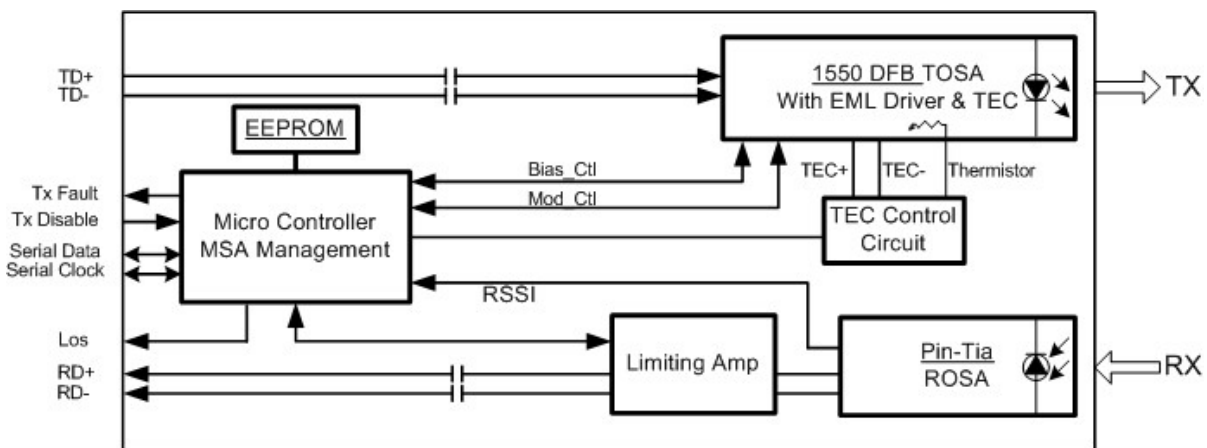 TD+
TD-
1550 DFB TOSA
With EML Driver & TEC
TX
EEPROM
Bias_Ctl
TEC+
TEC-
Thermistor
Tx Fault
Tx Disable
Serial Data
Serial Clock
Micro Controller
MSA Management
Mod_Ctl
TEC Control
Circuit
RSSI
Los
RD+
RD-
Limiting Amp
Pin-Tia
ROSA
RX